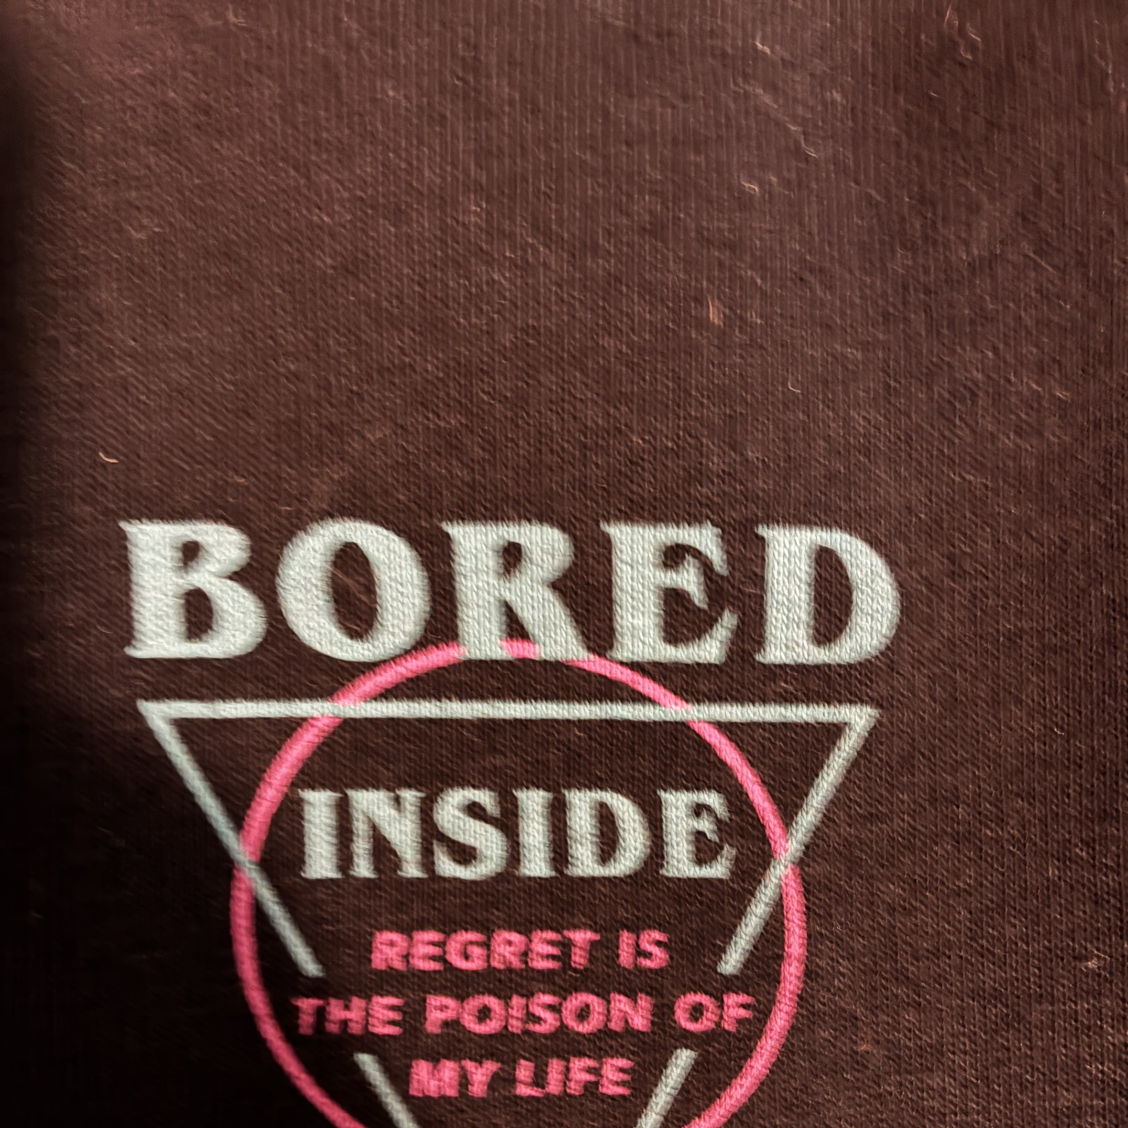 BORED
INSIDE
REGRET IS
THE POISON OF
MY LIFE